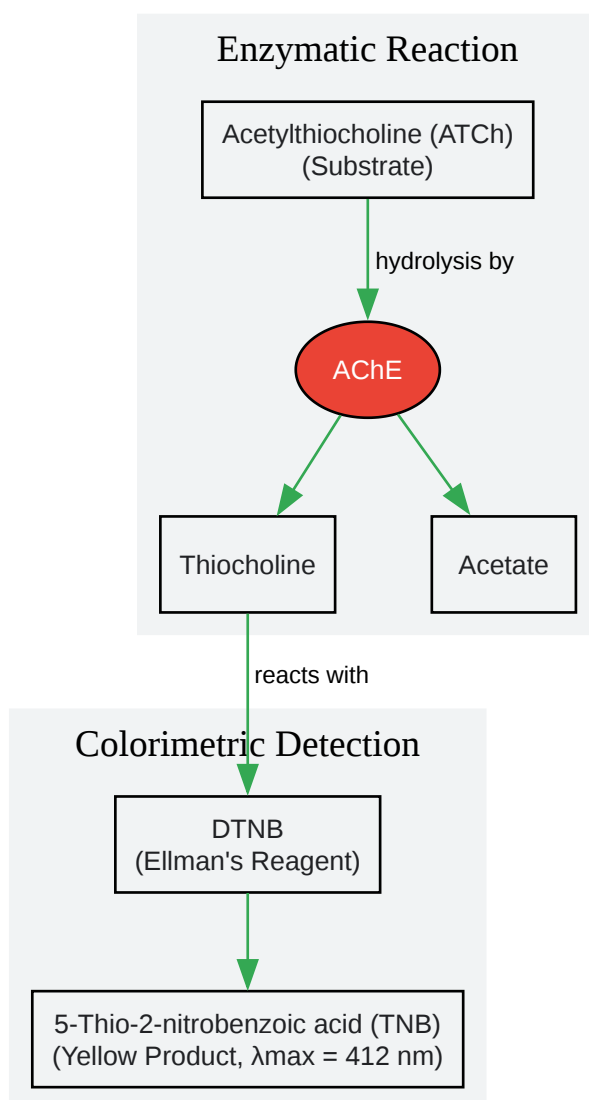 Enzymatic Reaction
Acetylthiocholine (ATCh)
(Substrate)
hydrolysis by
AChE
Thiocholine
Acetate
reacts with
Colorimetric Detection
DTNB
(Ellman's Reagent)
5-Thio-2-nitrobenzoic acid (TNB)
(Yellow Product, λmax = 412 nm)